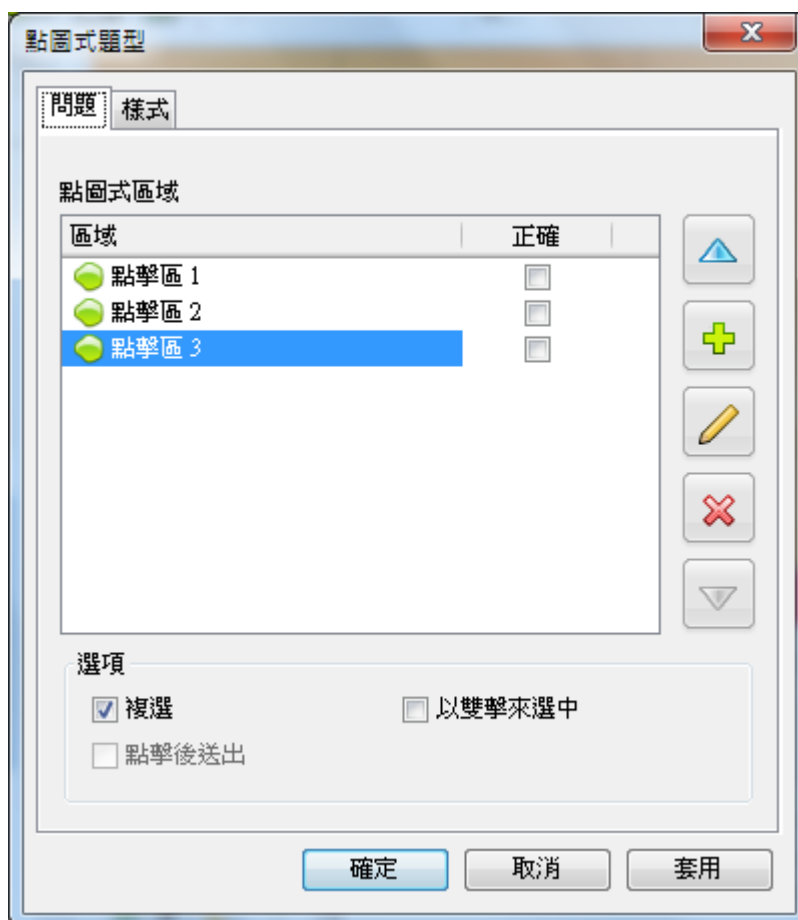 點圖式題型
問題 樣式
點圖式區域
區域 正確
點擊區 1
點擊區 2
點擊區 3
選項
複選 以雙擊來選中
點擊後送出
確定 取消 套用